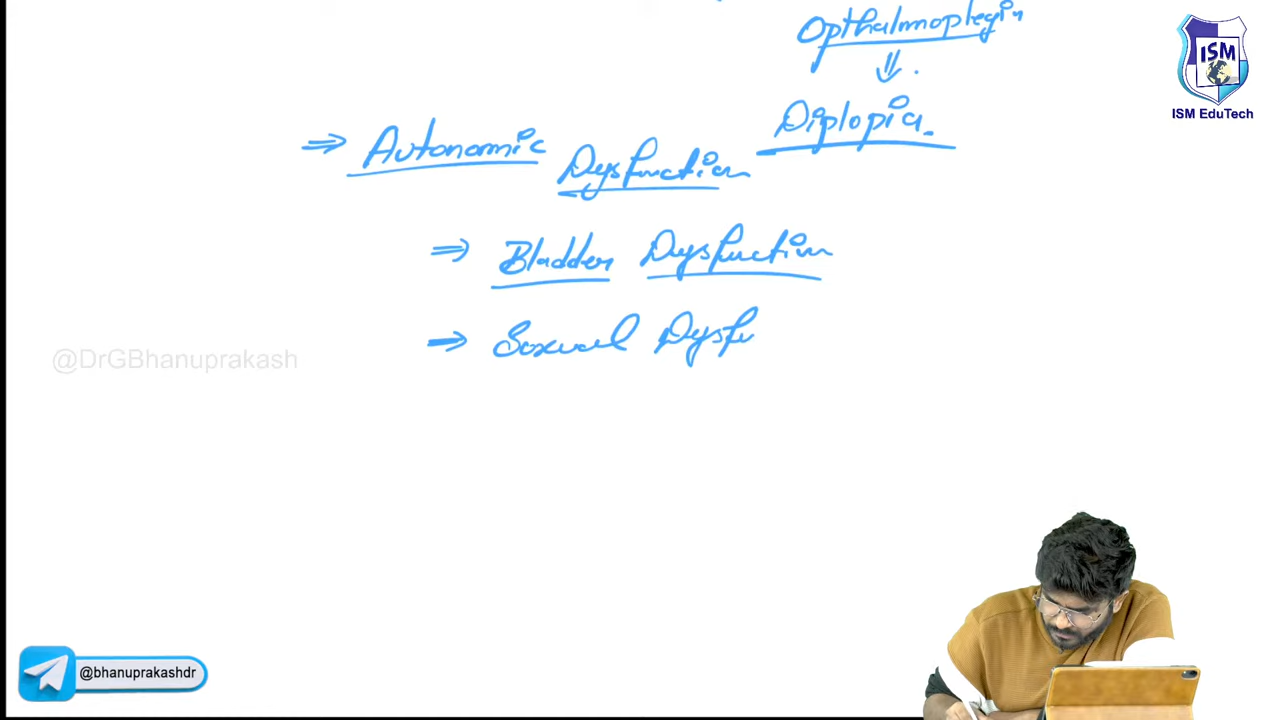 Opthalmoplegia
ISM
ISM EduTech
⇓ .
Diplopia.
⇒ Autonomic Dysfunction
⇒ Bladder Dysfunction
→ Sexual Dysfu
@DrGBhanuprakash
@bhanuprakashdr